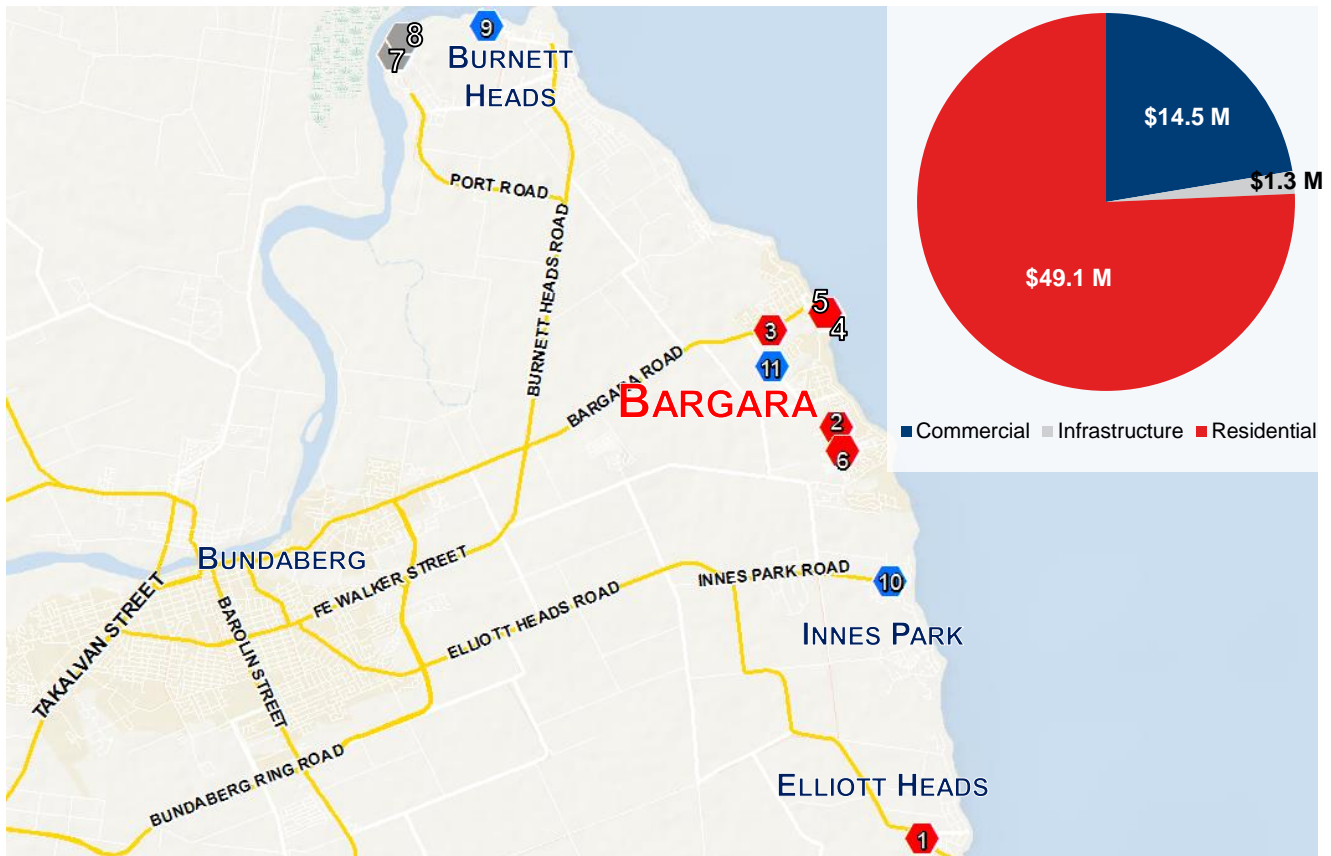 8
7
9
BURNETT
HEADS
PORT ROAD
BURNETT HEADS ROAD
5
4
3
11
BARGARA ROAD
BARGARA
2
6
BUNDABERG
FE WALKER STREET
TAKALVAN STREET
BAROLIN STREET
ELLIOTT HEADS ROAD
INNES PARK ROAD
10
INNES PARK
BUNDABERG RING ROAD
ELLIOTT HEADS
1
$14.5 M
$1.3 M
$49.1 M
Commercial Infrastructure Residential